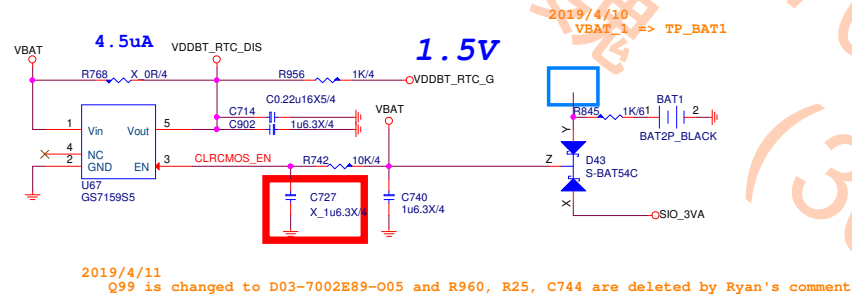 2019/4/10
VBAT_1 => TP_BAT1
4.5uA
1.5V
VBAT
VDDBT_RTC_DIS
R768
X_0R/4
R956
1K/4
VDDBT_RTC_G
C0.22u16X5/4
C714
C902
1u6.3X/4
VBAT
BAT1
R845
1K/6
1
2
BAT2P_BLACK
1
Vin
Vout
5
4
NC
2
GND
EN
3
CLRCMOS_EN
R742
10K/4
U67
GS7159S5
Y
Z
D43
S-BAT54C
X
C727
X_1u6.3X/4
C740
1u6.3X/4
SIO_3VA
2019/4/11
Q99 is changed to D03-7002E89-O05 and R960, R25, C744 are deleted by Ryan's comment